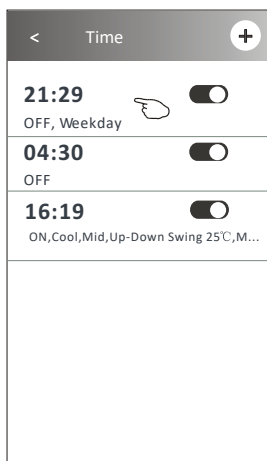 < Time +
21:29
OFF, Weekday
04:30
OFF
16:19
ON,Cool,Mid,Up-Down Swing 25℃,M...